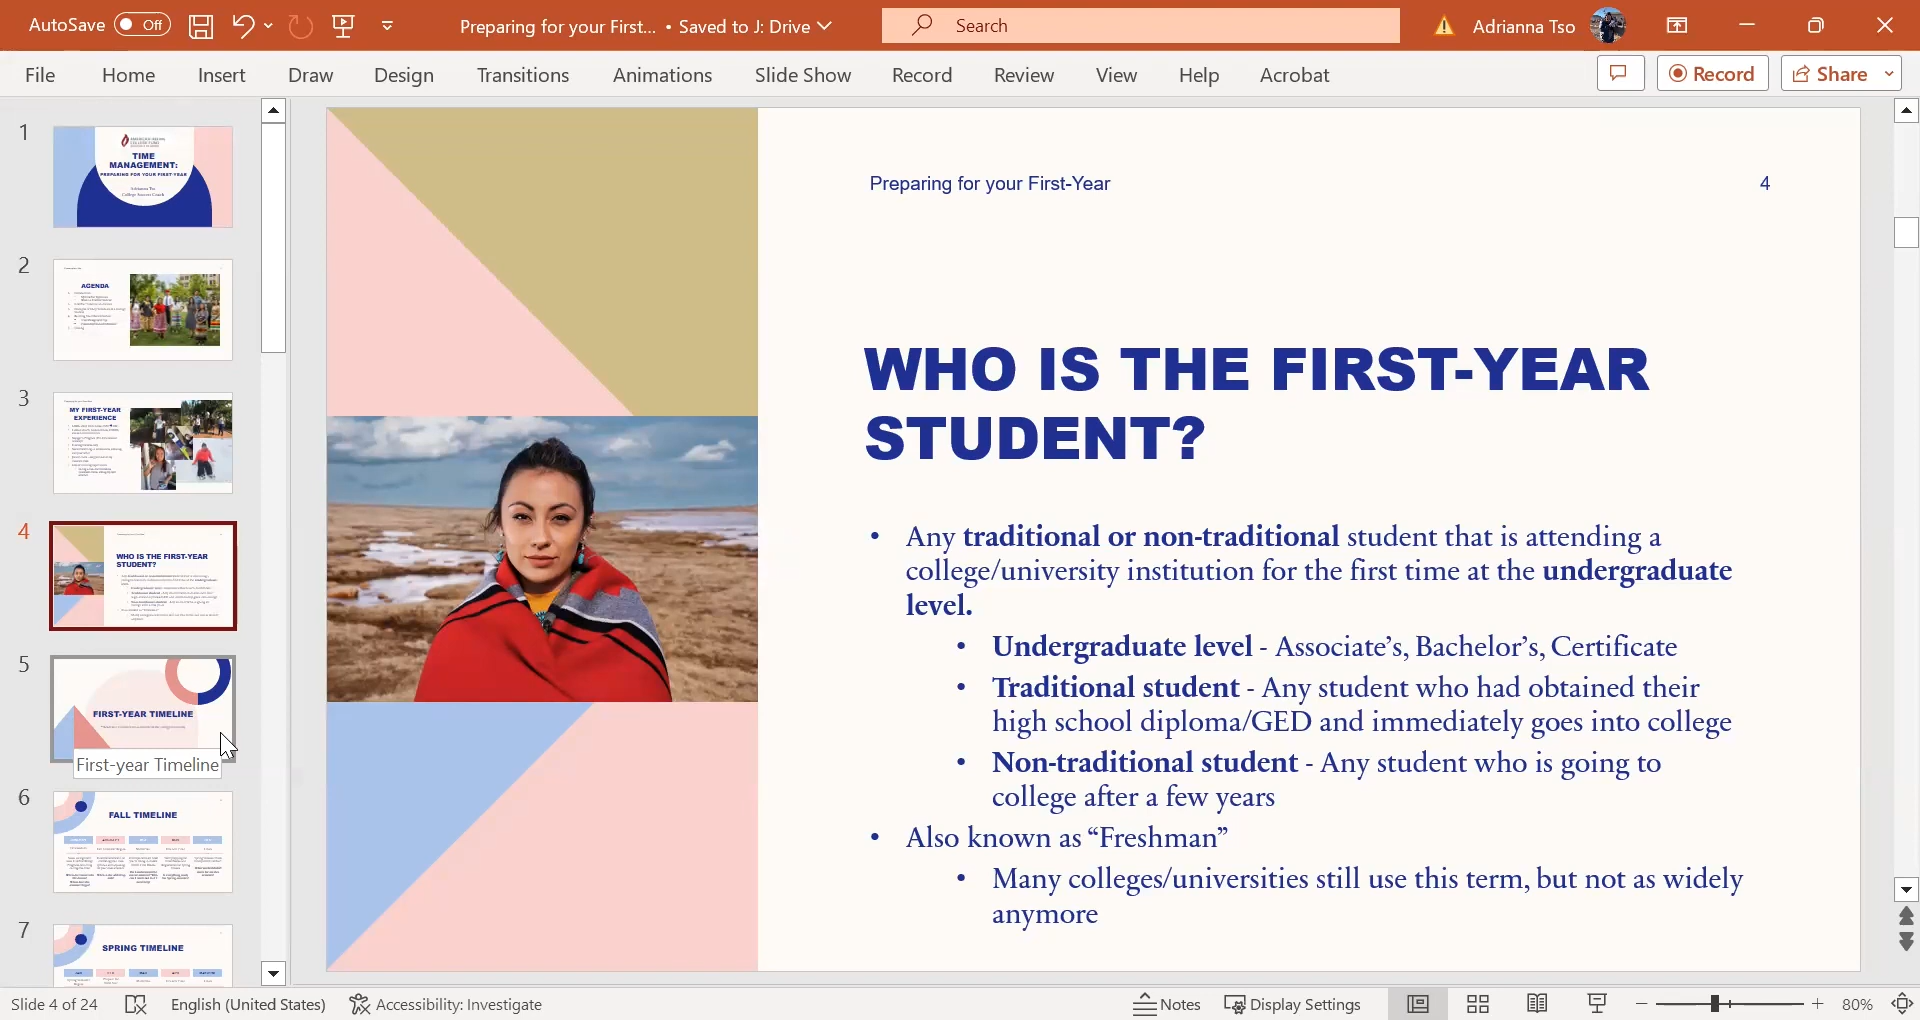 AutoSave Off
Preparing for your First... • Saved to J: Drive
Search
Adrianna Tso
File Home Insert Draw Design Transitions Animations Slide Show Record Review View Help Acrobat
Record Share
1
TIME
MANAGEMENT:
PREPARING FOR YOUR FIRST-YEAR
Adrianna Tso
College Success Coach
2
AGENDA
3
MY FIRST-YEAR
EXPERIENCE
4
WHO IS THE FIRST-YEAR
STUDENT?
5
FIRST-YEAR TIMELINE
First-year Timeline
6
FALL TIMELINE
7
SPRING TIMELINE
Preparing for your First-Year 4
WHO IS THE FIRST-YEAR
STUDENT?
• Any traditional or non-traditional student that is attending a
college/university institution for the first time at the undergraduate
level.
• Undergraduate level - Associate’s, Bachelor’s, Certificate
• Traditional student - Any student who had obtained their
high school diploma/GED and immediately goes into college
• Non-traditional student - Any student who is going to
college after a few years
• Also known as “Freshman”
• Many colleges/universities still use this term, but not as widely
anymore
Slide 4 of 24 English (United States) Accessibility: Investigate Notes Display Settings 80%